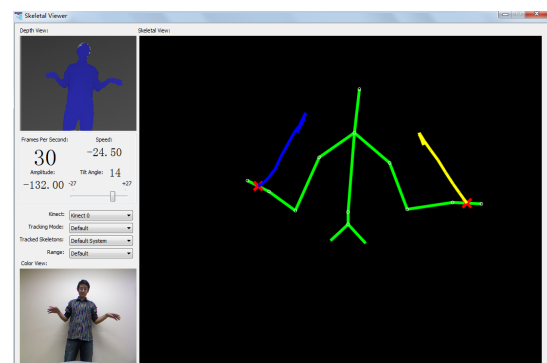 Skeletal Viewer
Depth View:
Skeletal View:
Frames Per Second:
Speed:
30
-24.50
Amplitude:
Tilt Angle: 14
-132.00
-27
+27
Kinect: Kinect 0
Tracking Mode: Default
Tracked Skeletons: Default System
Range: Default
Color View: